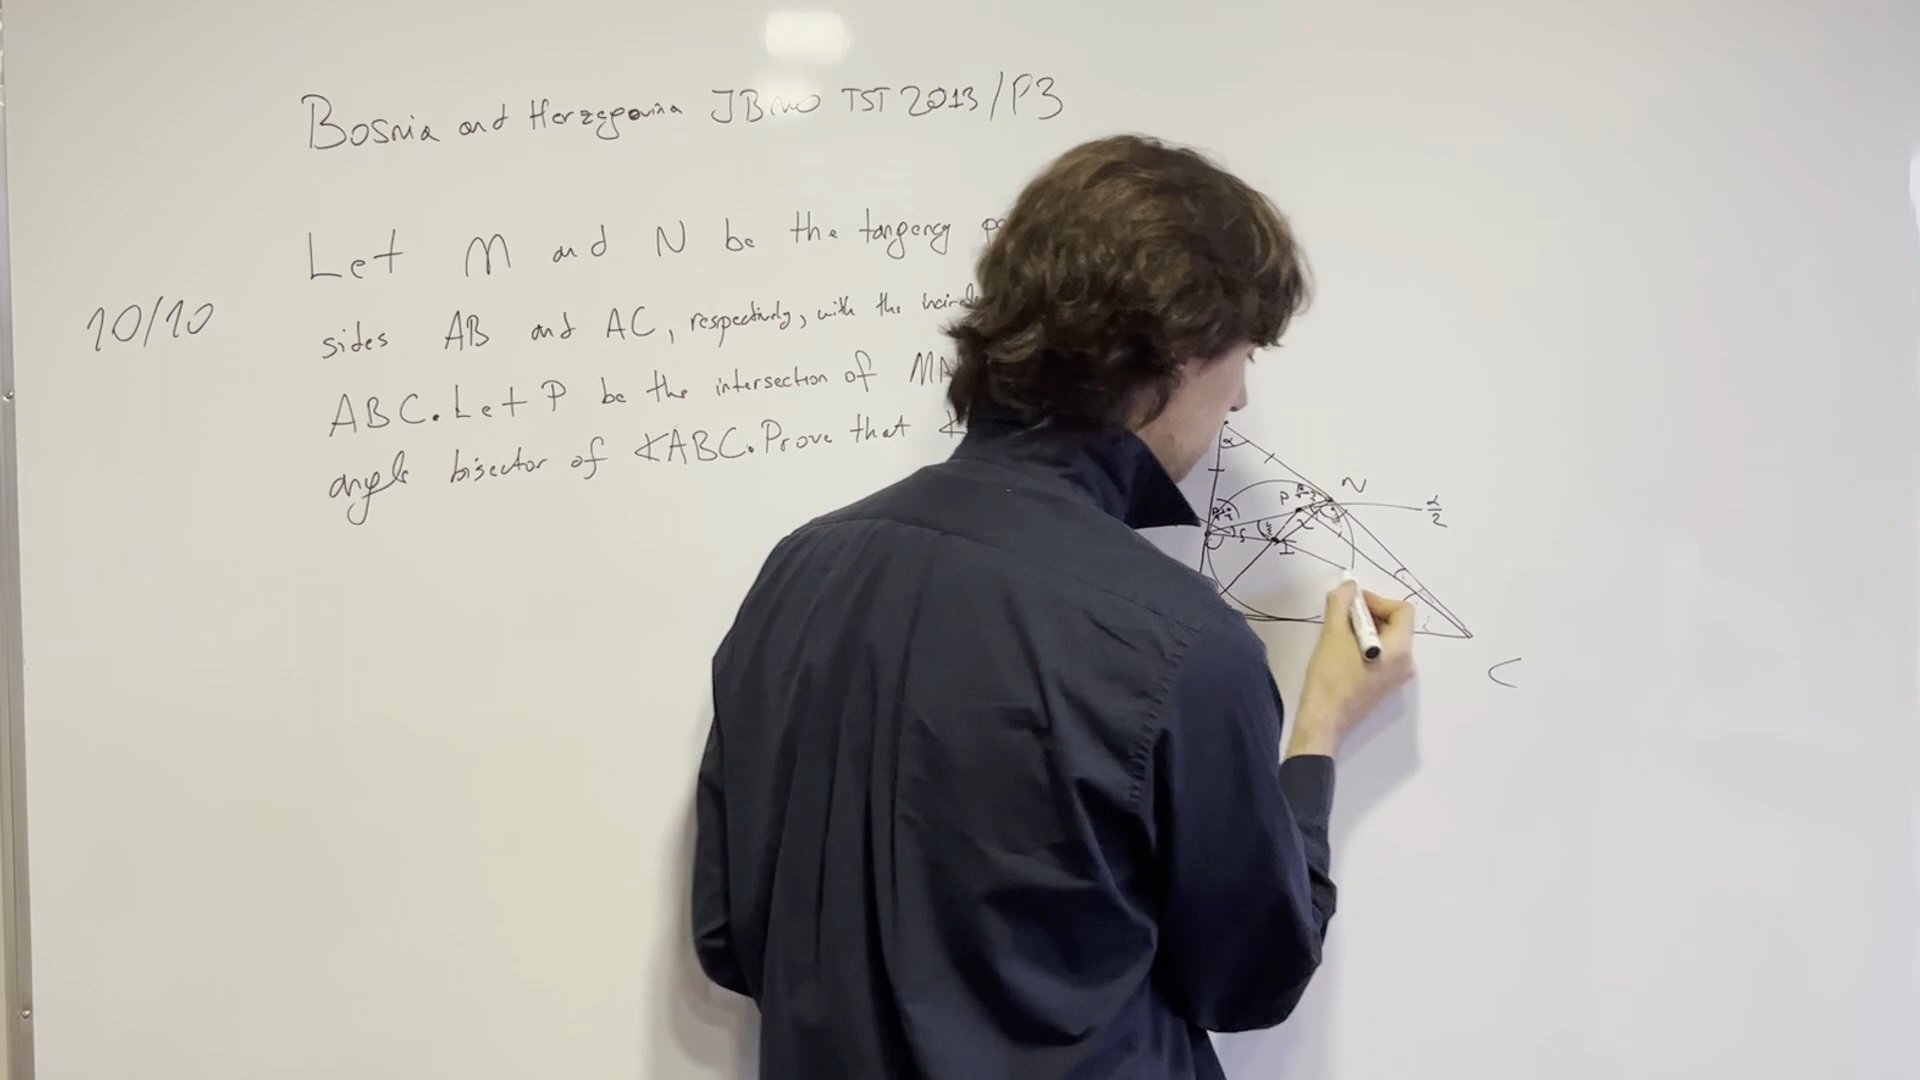 Bosnia and Herzegovina JBMO TST 2013/P3
Let M and N be the tangency
10/10
sides AB and AC, respectively, with the
ABC. Let P be the intersection of MN
angle bisector of ∢ABC. Prove that ∢
α
N
P
α/2
I
C